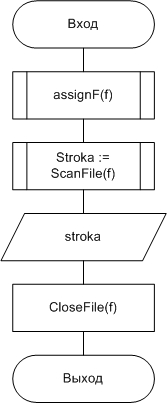 Вход
assignF(f)
Stroka :=
ScanFile(f)
stroka
CloseFile(f)
Выход